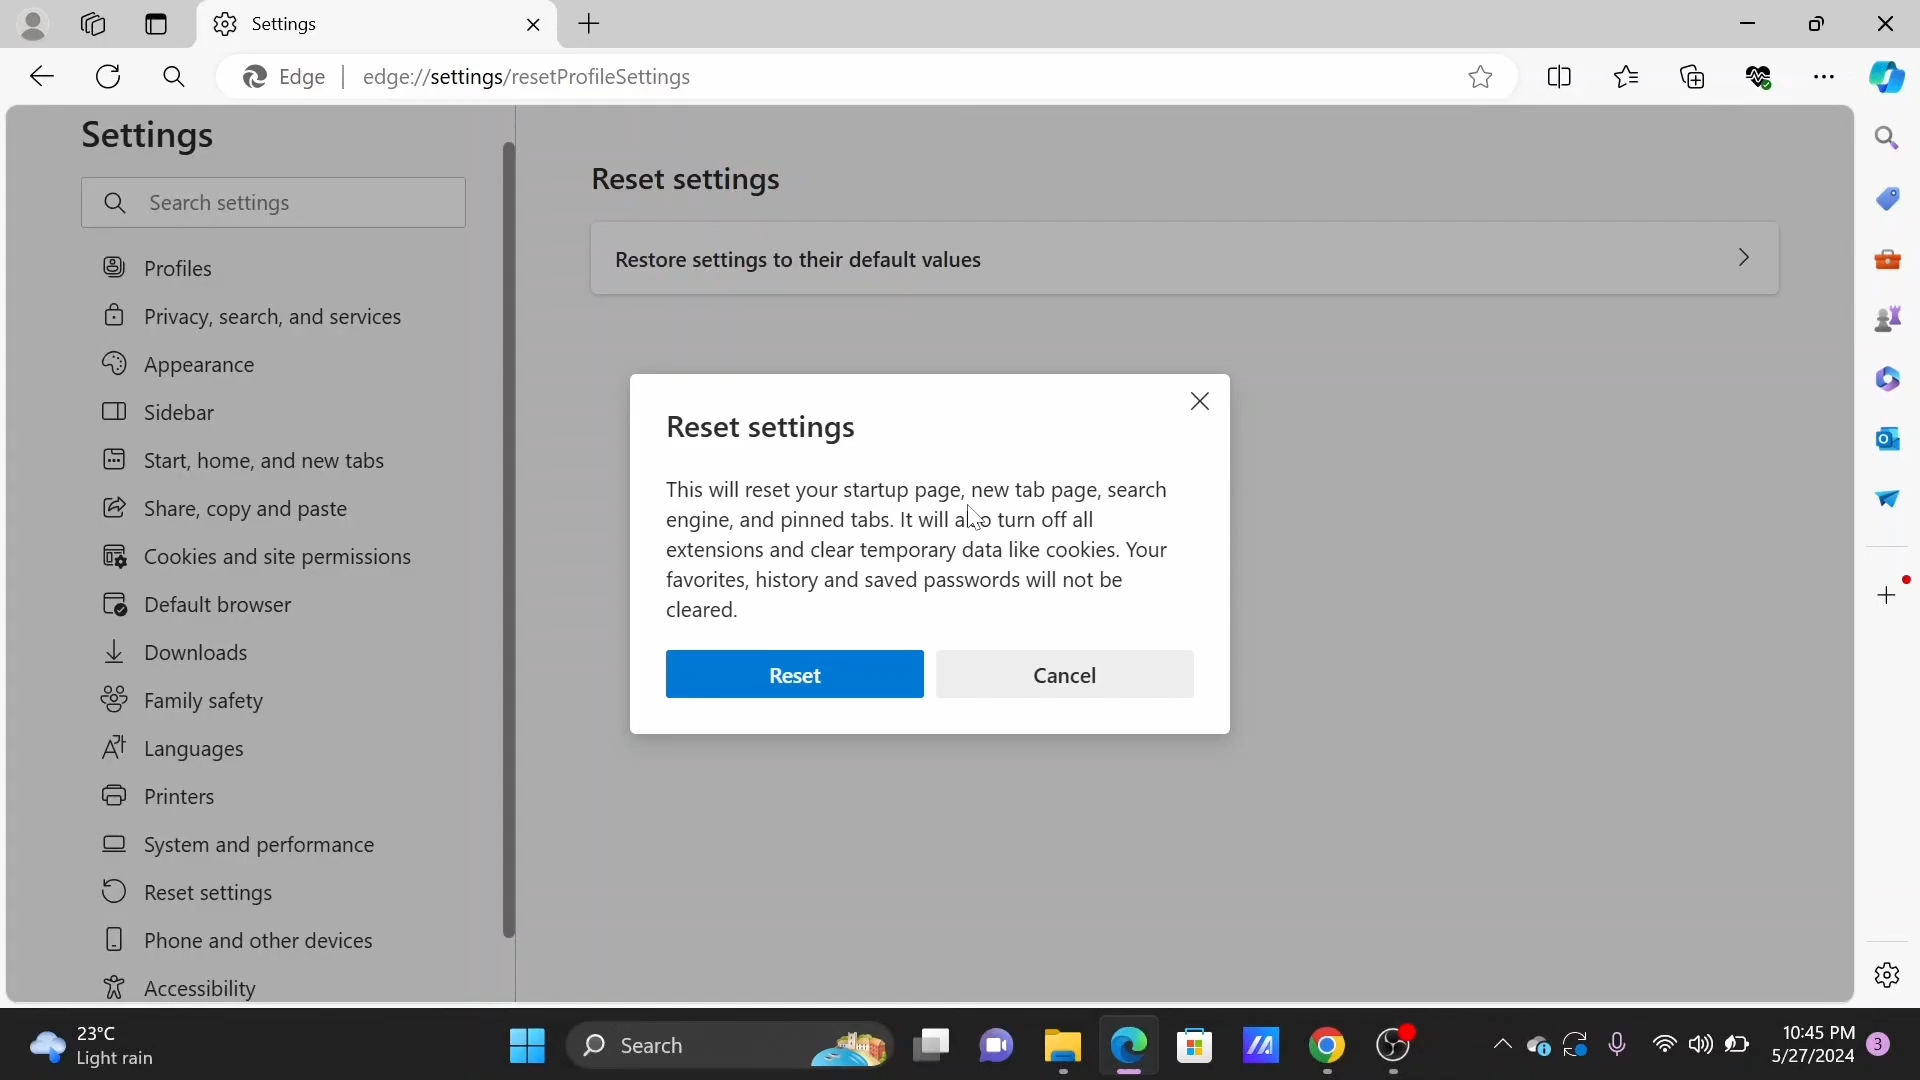 Settings
Edge
edge://settings/resetProfileSettings
Settings
Search settings
Profiles
Privacy, search, and services
Appearance
Sidebar
Start, home, and new tabs
Share, copy and paste
Cookies and site permissions
Default browser
Downloads
Family safety
Languages
Printers
System and performance
Reset settings
Phone and other devices
Accessibility
Reset settings
Restore settings to their default values
Reset settings
This will reset your startup page, new tab page, search
engine, and pinned tabs. It will also turn off all
extensions and clear temporary data like cookies. Your
favorites, history and saved passwords will not be
cleared.
Reset
Cancel
23°C
Light rain
Search
10:45 PM
5/27/2024
3